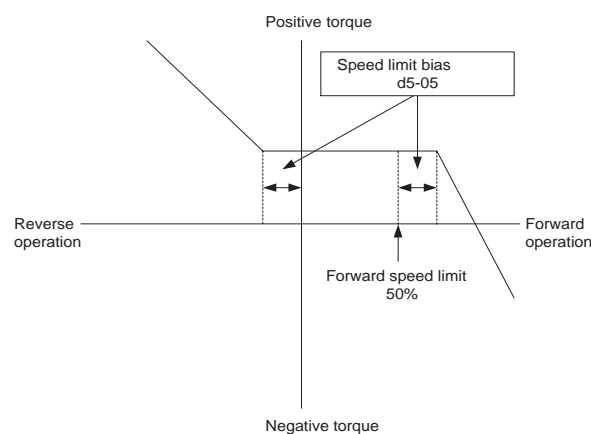 Positive torque
Speed limit bias
d5-05
Reverse
operation
Forward
operation
Forward speed limit
50%
Negative torque